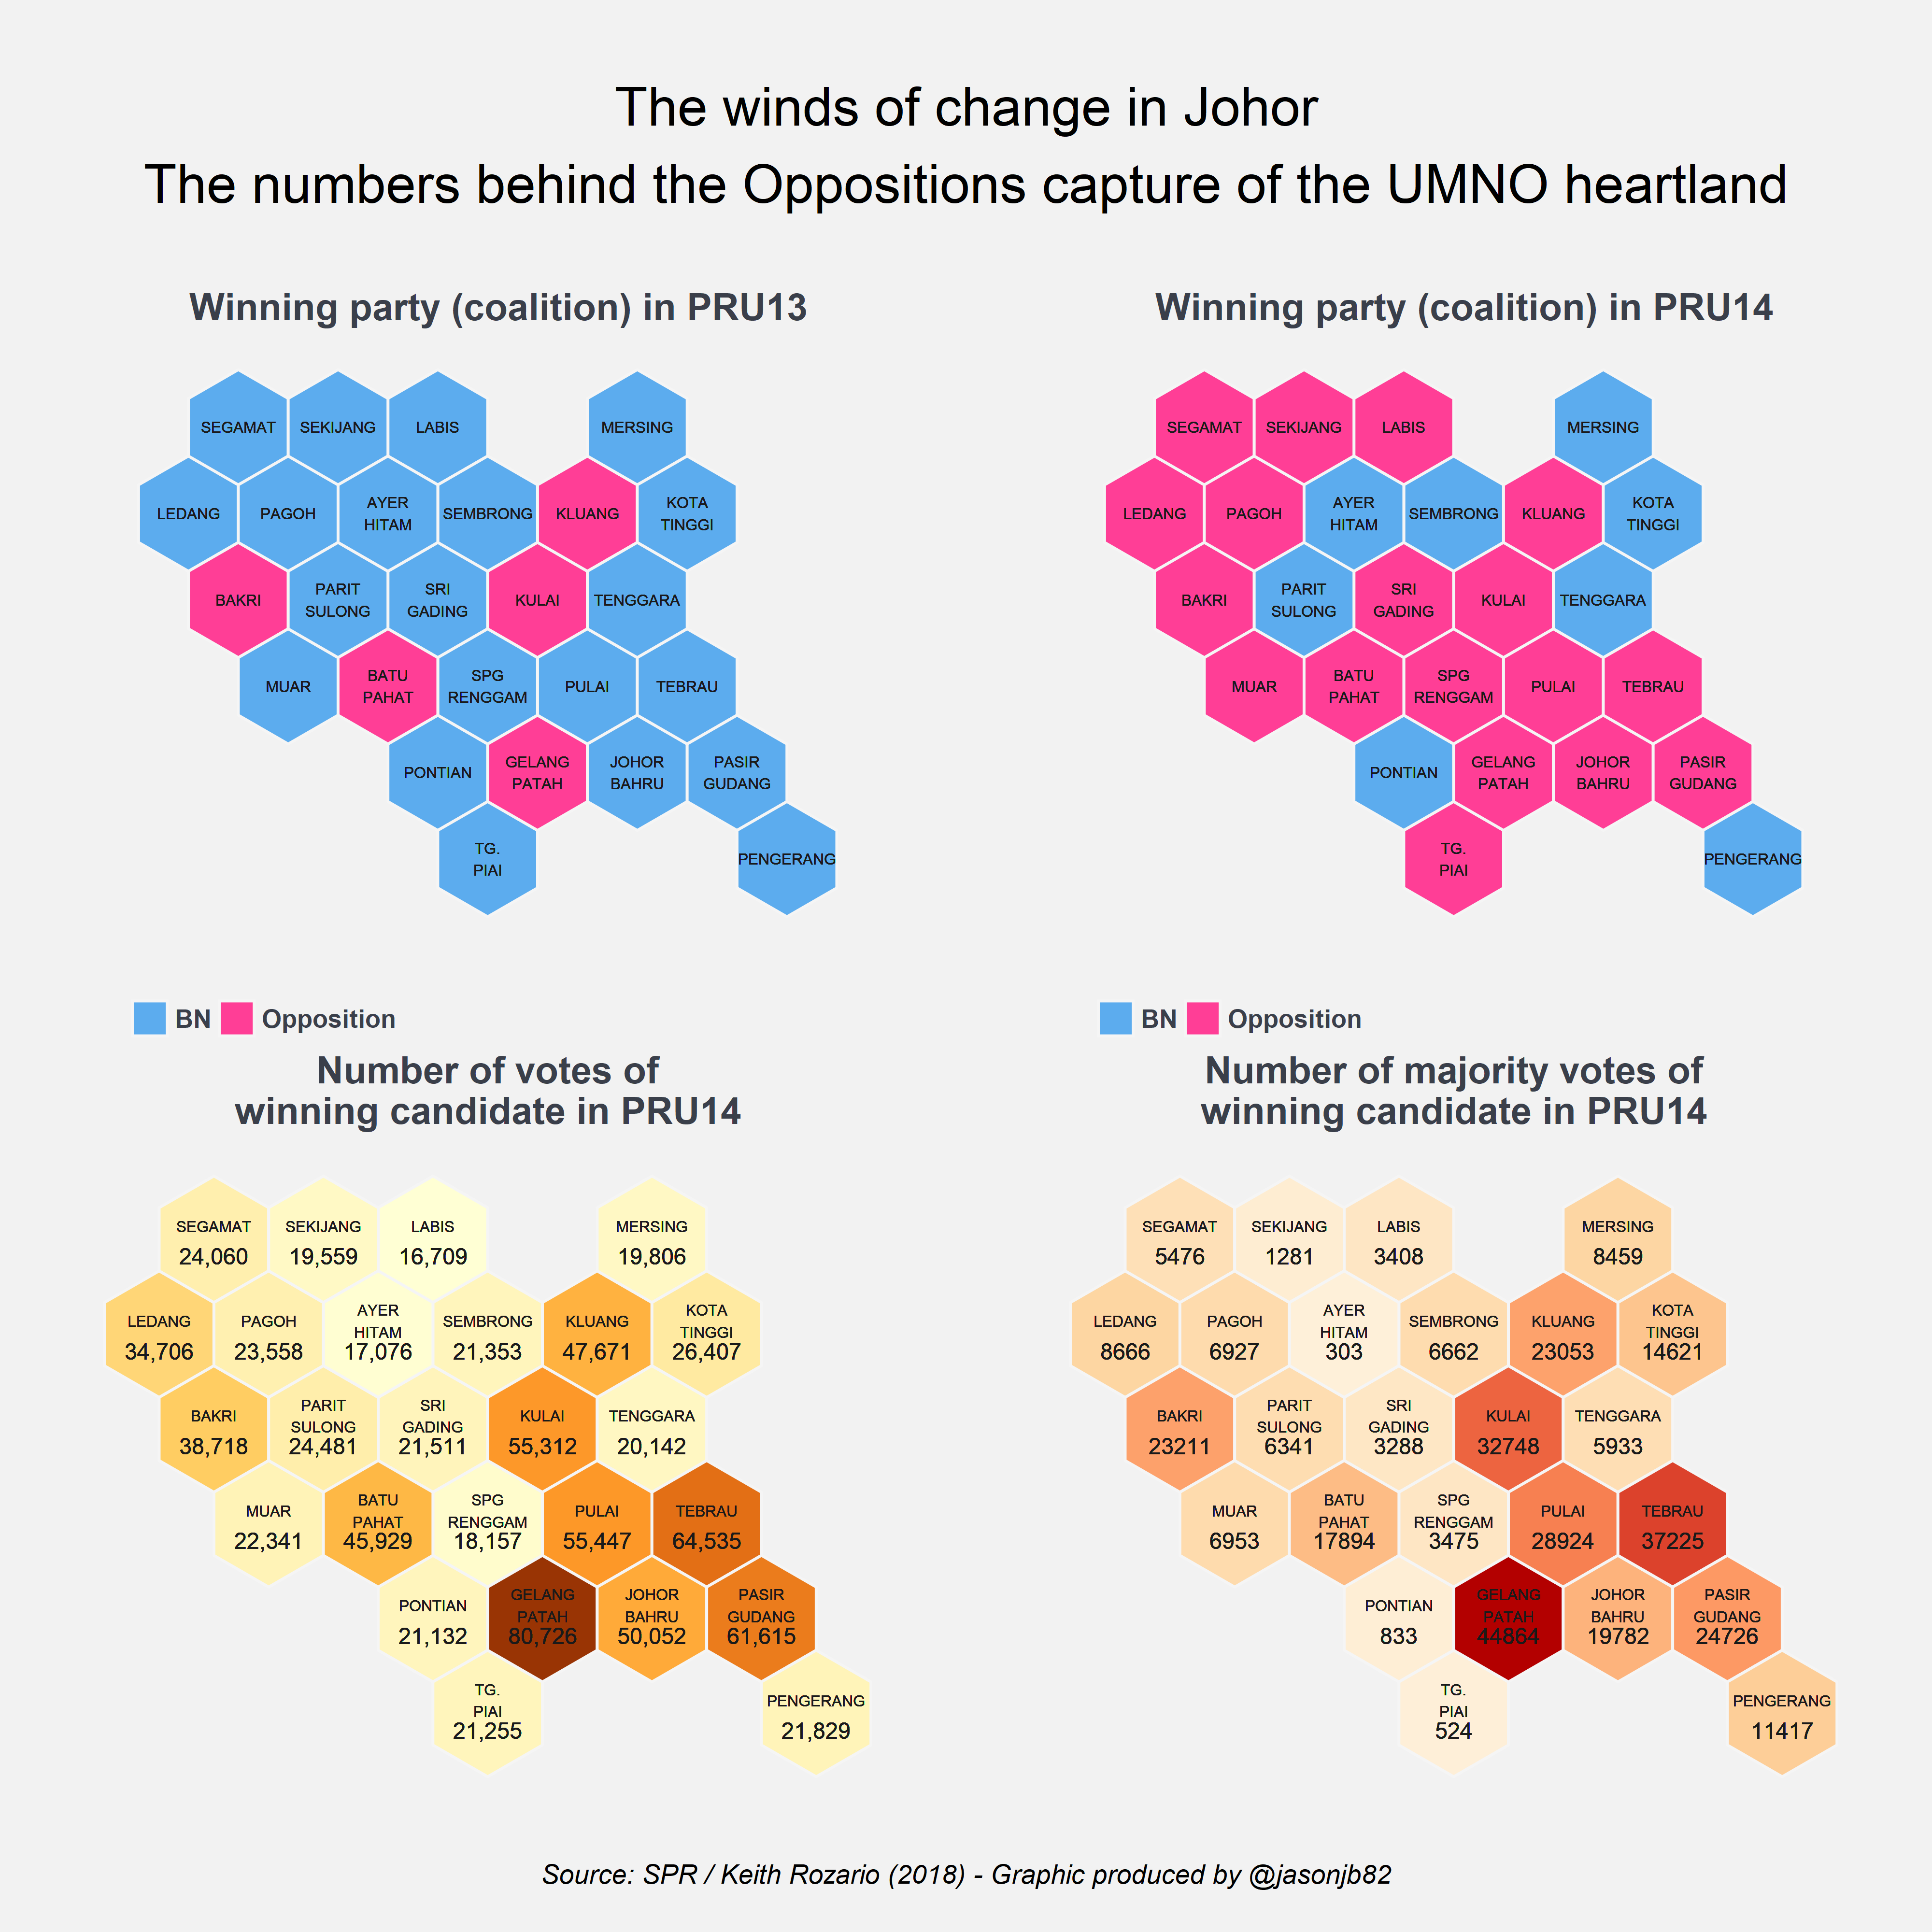 The winds of change in Johor
The numbers behind the Oppositions capture of the UMNO heartland
Winning party (coalition) in PRU13
SEGAMAT
SEKIJANG
LABIS
MERSING
LEDANG
PAGOH
AYER
HITAM
SEMBRONG
KLUANG
KOTA
TINGGI
BAKRI
PARIT
SULONG
SRI
GADING
KULAI
TENGGARA
MUAR
BATU
PAHAT
SPG
RENGGAM
PULAI
TEBRAU
PONTIAN
GELANG
PATAH
JOHOR
BAHRU
PASIR
GUDANG
TG.
PIAI
PENGERANG
BN
Opposition
Winning party (coalition) in PRU14
SEGAMAT
SEKIJANG
LABIS
MERSING
LEDANG
PAGOH
AYER
HITAM
SEMBRONG
KLUANG
KOTA
TINGGI
BAKRI
PARIT
SULONG
SRI
GADING
KULAI
TENGGARA
MUAR
BATU
PAHAT
SPG
RENGGAM
PULAI
TEBRAU
PONTIAN
GELANG
PATAH
JOHOR
BAHRU
PASIR
GUDANG
TG.
PIAI
PENGERANG
BN
Opposition
Number of votes of
winning candidate in PRU14
SEGAMAT
24,060
SEKIJANG
19,559
LABIS
16,709
MERSING
19,806
LEDANG
34,706
PAGOH
23,558
AYER
HITAM
17,076
SEMBRONG
21,353
KLUANG
47,671
KOTA
TINGGI
26,407
BAKRI
38,718
PARIT
SULONG
24,481
SRI
GADING
21,511
KULAI
55,312
TENGGARA
20,142
MUAR
22,341
BATU
PAHAT
45,929
SPG
RENGGAM
18,157
PULAI
55,447
TEBRAU
64,535
PONTIAN
21,132
GELANG
PATAH
80,726
JOHOR
BAHRU
50,052
PASIR
GUDANG
61,615
TG.
PIAI
21,255
PENGERANG
21,829
Number of majority votes of
winning candidate in PRU14
SEGAMAT
5476
SEKIJANG
1281
LABIS
3408
MERSING
8459
LEDANG
8666
PAGOH
6927
AYER
HITAM
303
SEMBRONG
6662
KLUANG
23053
KOTA
TINGGI
14621
BAKRI
23211
PARIT
SULONG
6341
SRI
GADING
3288
KULAI
32748
TENGGARA
5933
MUAR
6953
BATU
PAHAT
17894
SPG
RENGGAM
3475
PULAI
28924
TEBRAU
37225
PONTIAN
833
GELANG
PATAH
44864
JOHOR
BAHRU
19782
PASIR
GUDANG
24726
TG.
PIAI
524
PENGERANG
11417
Source: SPR / Keith Rozario (2018) - Graphic produced by @jasonjb82